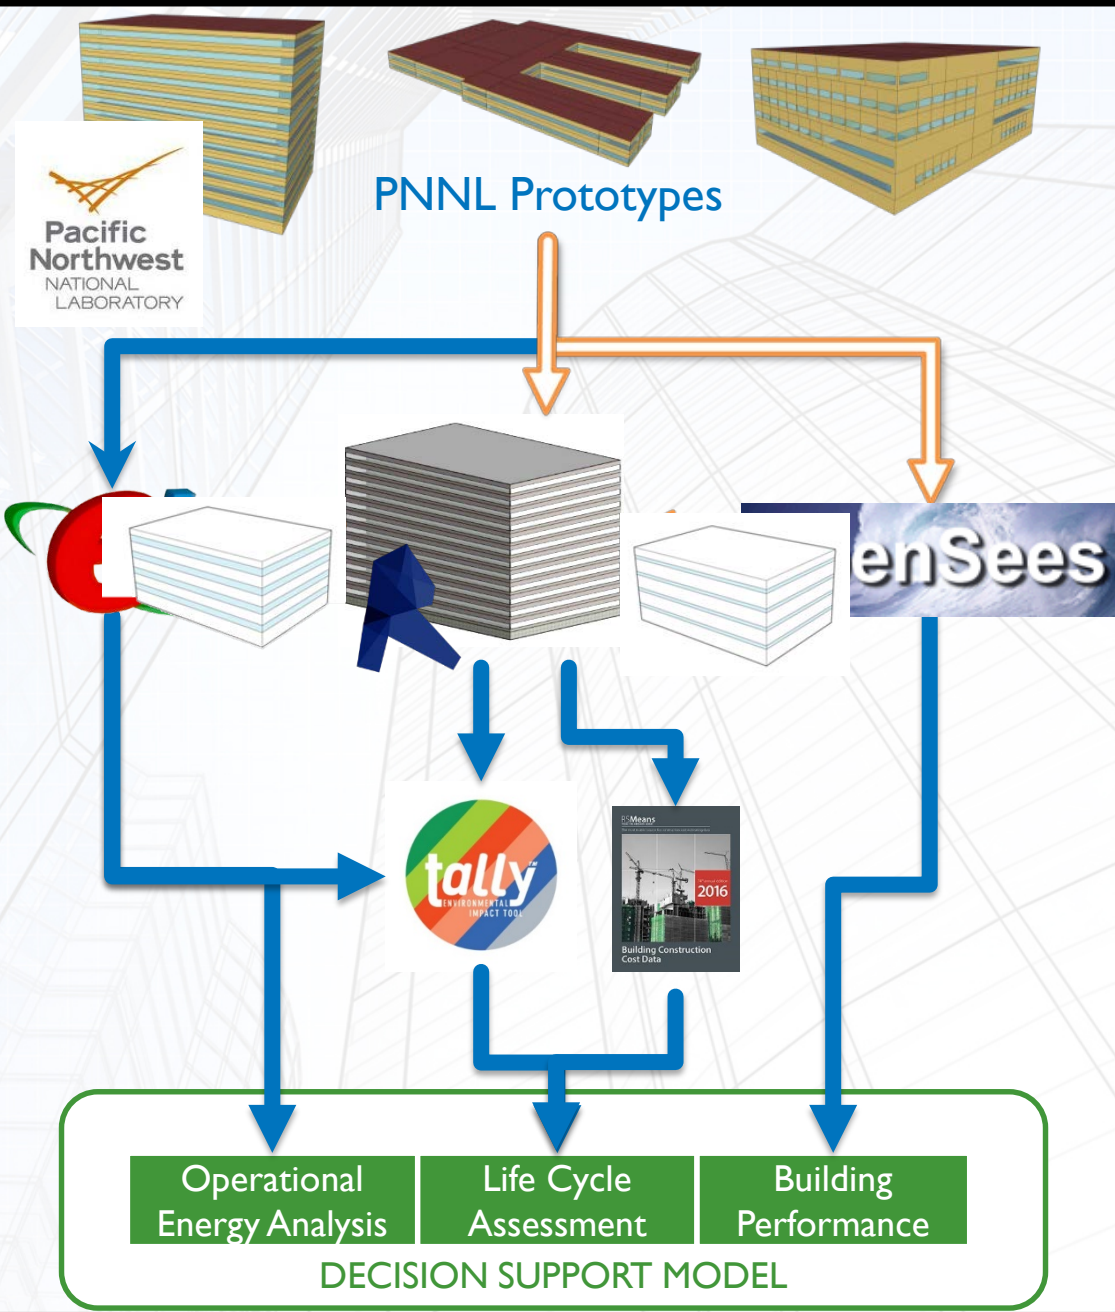 PNNL Prototypes
Pacific
Northwest
NATIONAL
LABORATORY
enSees
tally
ENVIRONMENTAL
IMPACT TOOL
RSMeans
2016
Building Construction
Cost Data
Operational
Energy Analysis
Life Cycle
Assessment
Building
Performance
DECISION SUPPORT MODEL